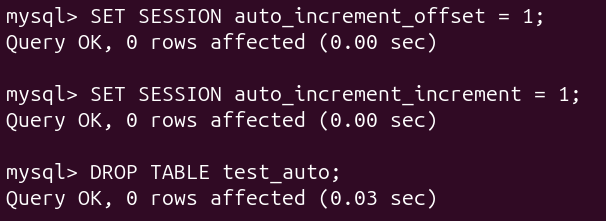 mysql> SET SESSION auto_increment_offset = 1;
Query OK, 0 rows affected (0.00 sec)
mysql> SET SESSION auto_increment_increment = 1;
Query OK, 0 rows affected (0.00 sec)
mysql> DROP TABLE test_auto;
Query OK, 0 rows affected (0.03 sec)